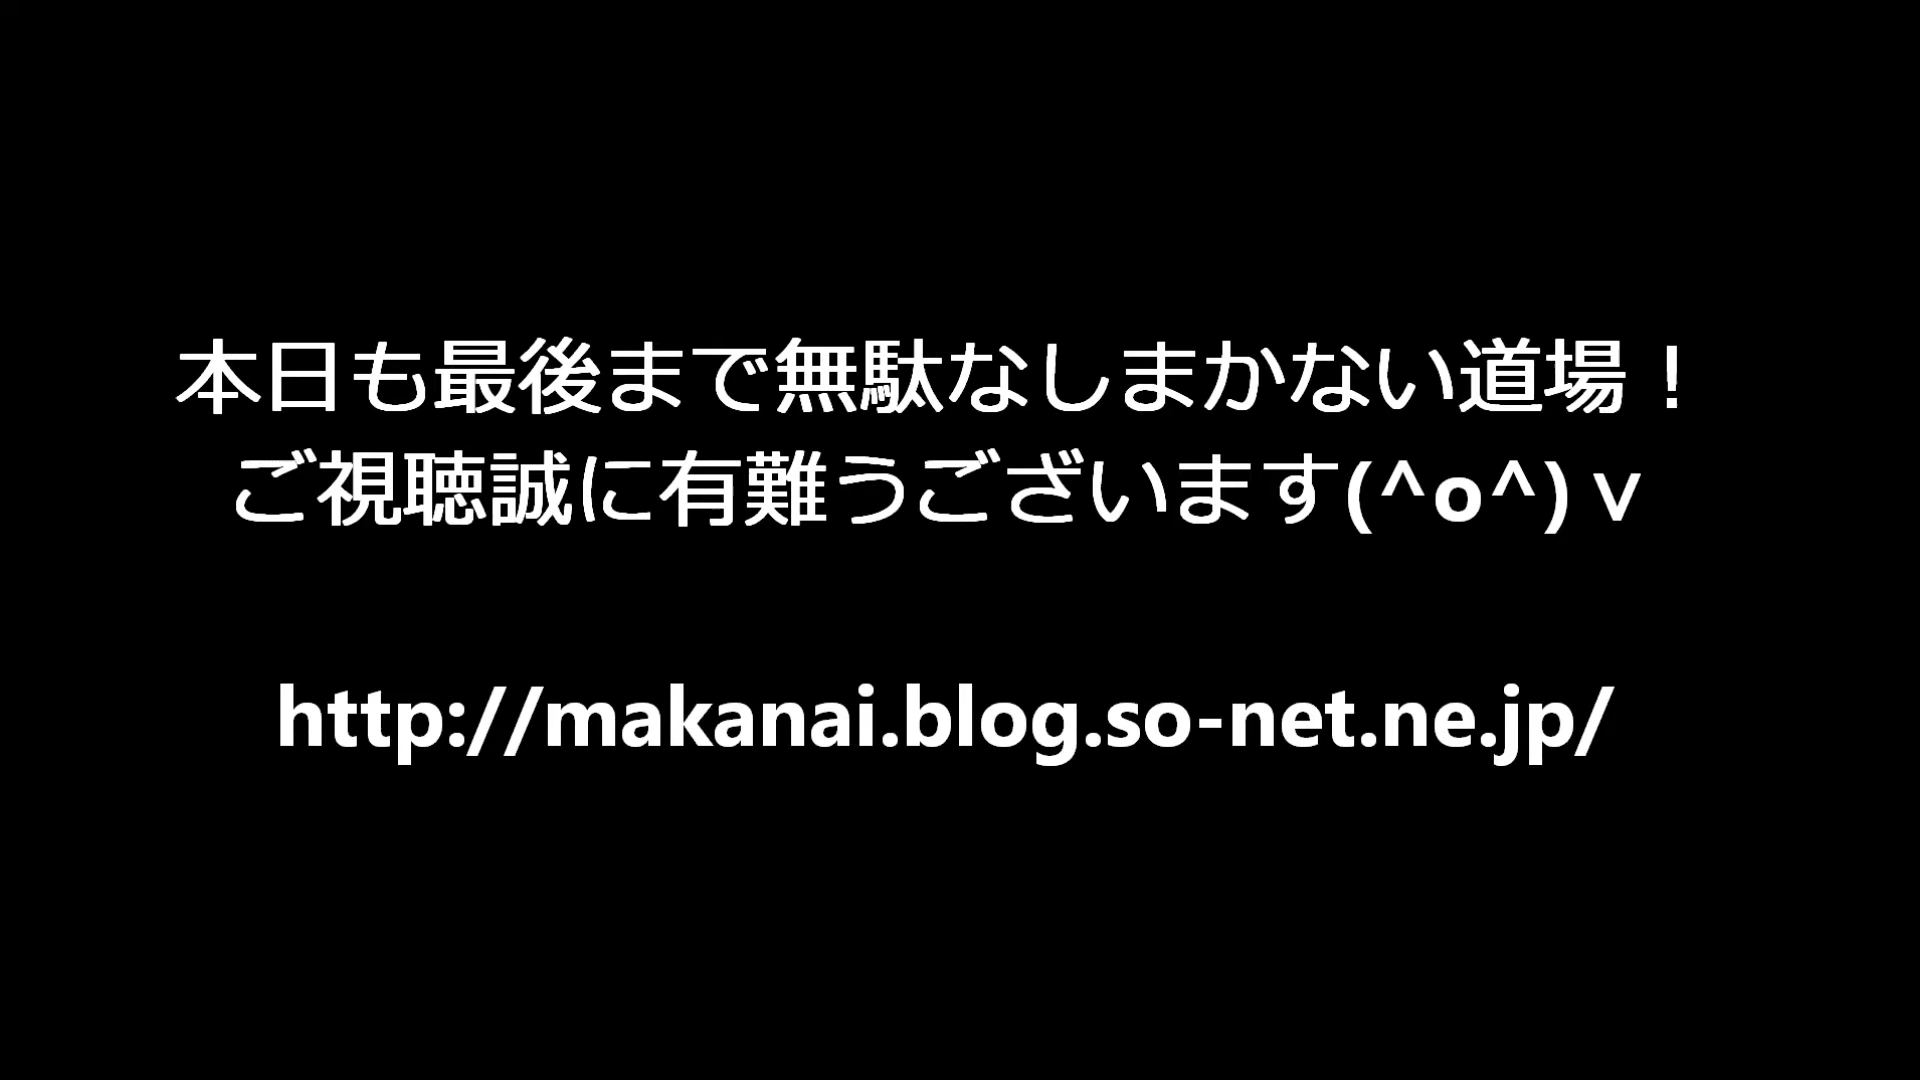 本日も最後まで無駄なしまかない道場！
ご視聴誠に有難うございます(^o^)ｖ
http://makanai.blog.so-net.ne.jp/